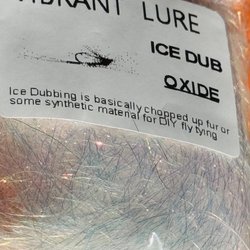 VIBRANT LURE
ICE DUB
OXIDE
Ice Dubbing is basically chopped up fur or
some synthetic material for DIY fly tying